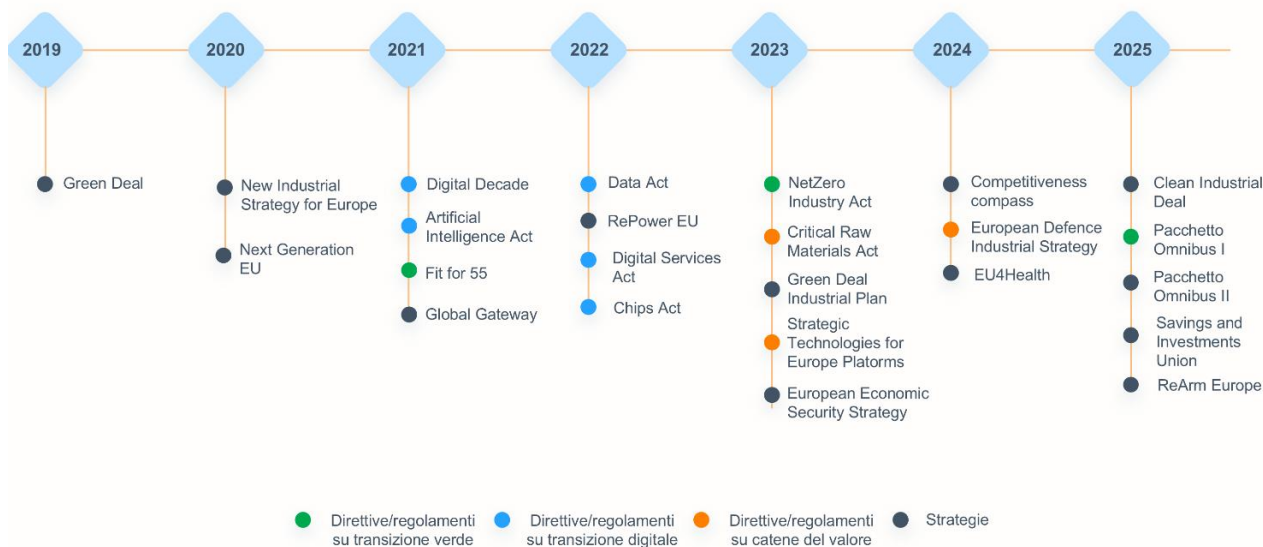 2019
2020
2021
2022
2023
2024
2025
Green Deal
New Industrial
Strategy for Europe
Next Generation
EU
Digital Decade
Artificial
Intelligence Act
Fit for 55
Global Gateway
Data Act
RePower EU
Digital Services
Act
Chips Act
NetZero
Industry Act
Critical Raw
Materials Act
Green Deal
Industrial Plan
Strategic
Technologies for
Europe Platorms
European Economic
Security Strategy
Competitiveness
compass
European Defence
Industrial Strategy
EU4Health
Clean Industrial
Deal
Pacchetto
Omnibus I
Pacchetto
Omnibus II
Savings and
Investments
Union
ReArm Europe
Direttive/regolamenti
su transizione verde
Direttive/regolamenti
su transizione digitale
Direttive/regolamenti
su catene del valore
Strategie